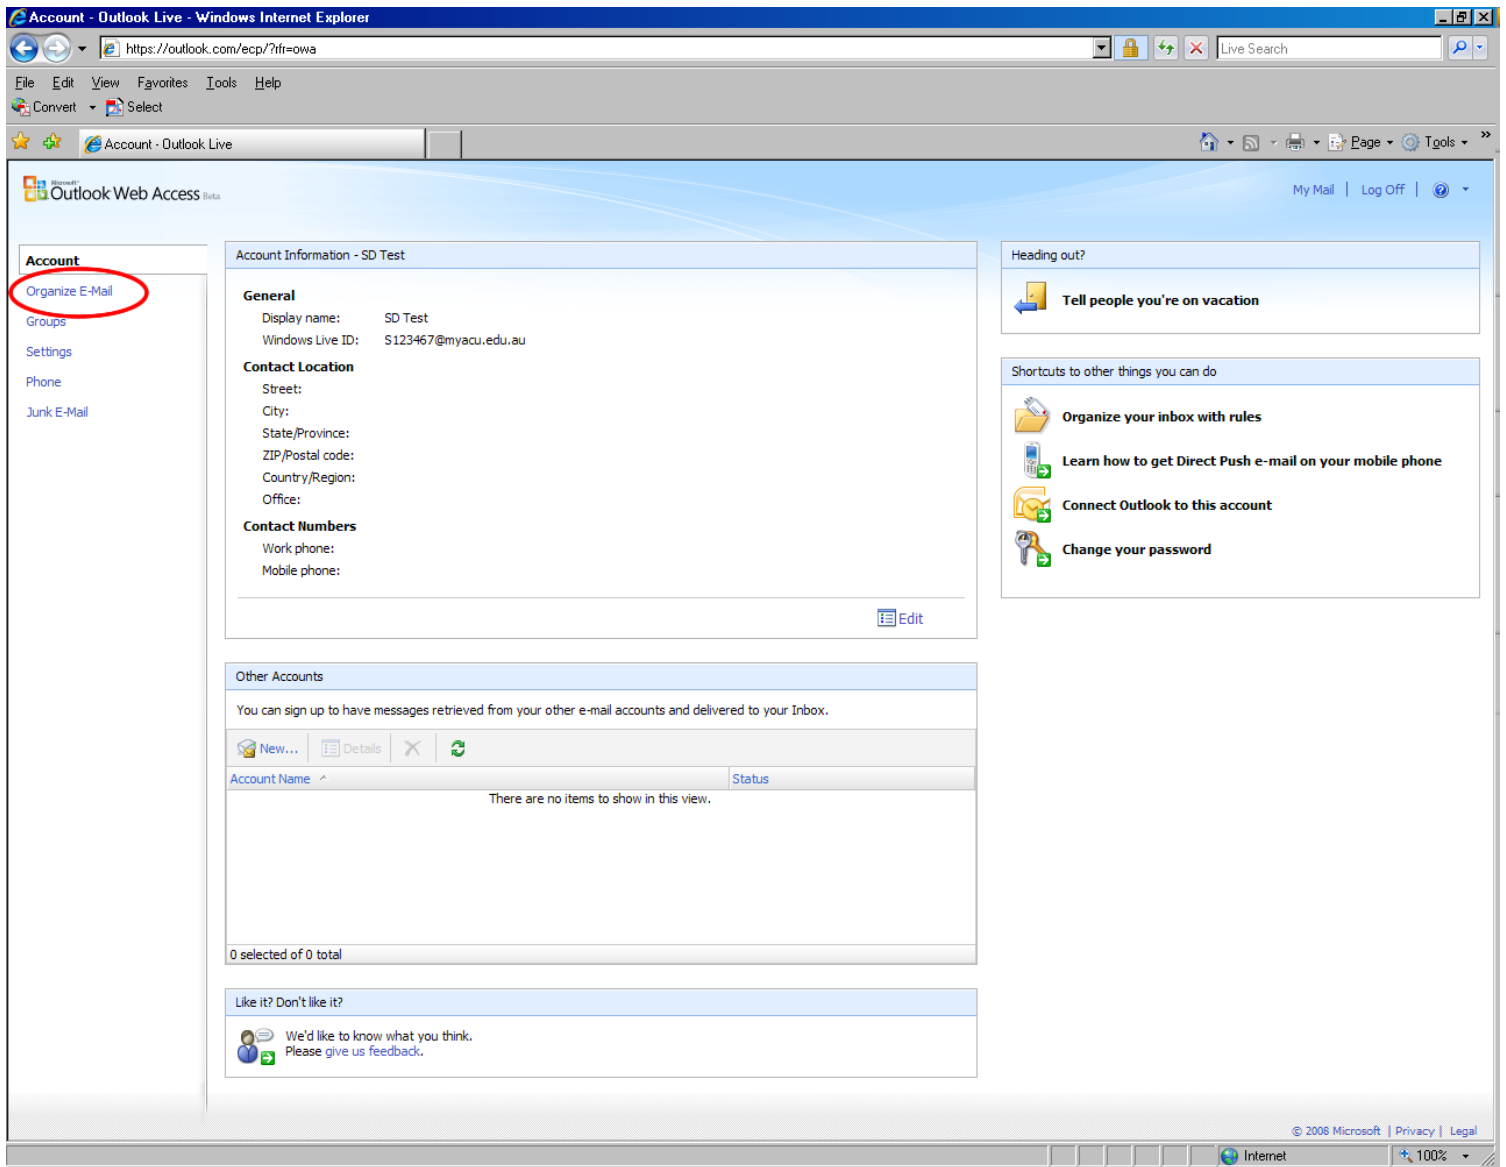 Account - Outlook Live - Windows Internet Explorer
https://outlook.com/ecp/?rfr=owa
Live Search
File Edit View Favorites Tools Help
Convert Select
Account - Outlook Live
Page Tools »
Microsoft
Outlook Web Access Beta
My Mail | Log Off |
Account
Organize E-Mail
Groups
Settings
Phone
Junk E-Mail
Account Information - SD Test
General
Display name: SD Test
Windows Live ID: S123467@myacu.edu.au
Contact Location
Street:
City:
State/Province:
ZIP/Postal code:
Country/Region:
Office:
Contact Numbers
Work phone:
Mobile phone:
Edit
Other Accounts
You can sign up to have messages retrieved from your other e-mail accounts and delivered to your Inbox.
New... Details
Account Name Status
There are no items to show in this view.
0 selected of 0 total
Like it? Don't like it?
We'd like to know what you think.
Please give us feedback.
Heading out?
Tell people you're on vacation
Shortcuts to other things you can do
Organize your inbox with rules
Learn how to get Direct Push e-mail on your mobile phone
Connect Outlook to this account
Change your password
© 2008 Microsoft | Privacy | Legal
Internet 100%